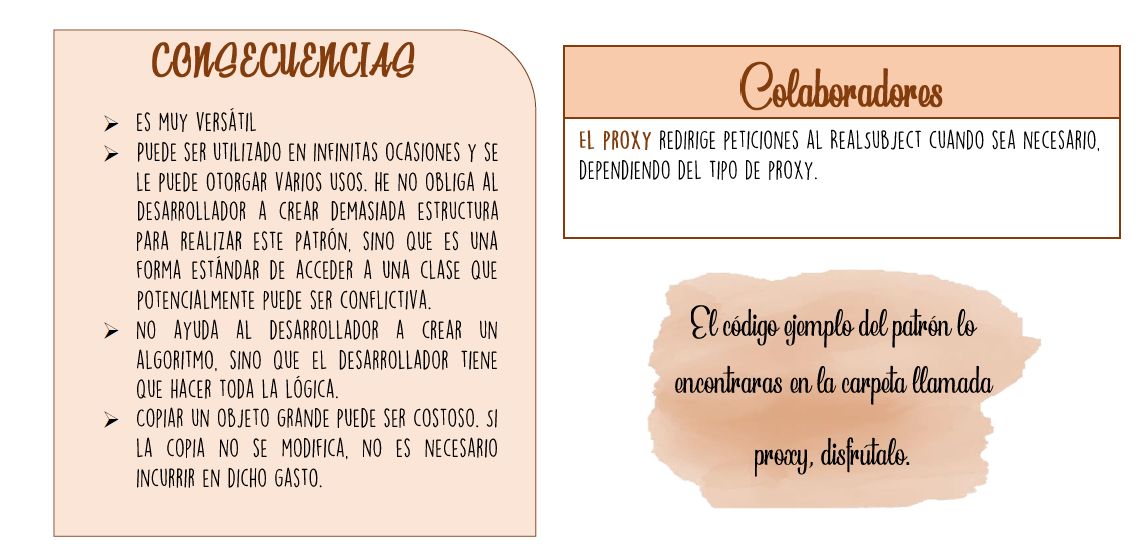 CONSECUENCIAS
➢ ES MUY VERSÁTIL
➢ PUEDE SER UTILIZADO EN INFINITAS OCASIONES Y SE
LE PUEDE OTORGAR VARIOS USOS. HE NO OBLIGA AL
DESARROLLADOR A CREAR DEMASIADA ESTRUCTURA
PARA REALIZAR ESTE PATRÓN, SINO QUE ES UNA
FORMA ESTÁNDAR DE ACCEDER A UNA CLASE QUE
POTENCIALMENTE PUEDE SER CONFLICTIVA.
➢ NO AYUDA AL DESARROLLADOR A CREAR UN
ALGORITMO, SINO QUE EL DESARROLLADOR TIENE
QUE HACER TODA LA LÓGICA.
➢ COPIAR UN OBJETO GRANDE PUEDE SER COSTOSO. SI
LA COPIA NO SE MODIFICA, NO ES NECESARIO
INCURRIR EN DICHO GASTO.
Colaboradores
EL PROXY REDIRIGE PETICIONES AL REALSUBJECT CUANDO SEA NECESARIO,
DEPENDIENDO DEL TIPO DE PROXY.
El código ejemplo del patrón lo
encontraras en la carpeta llamada
proxy, disfrútalo.